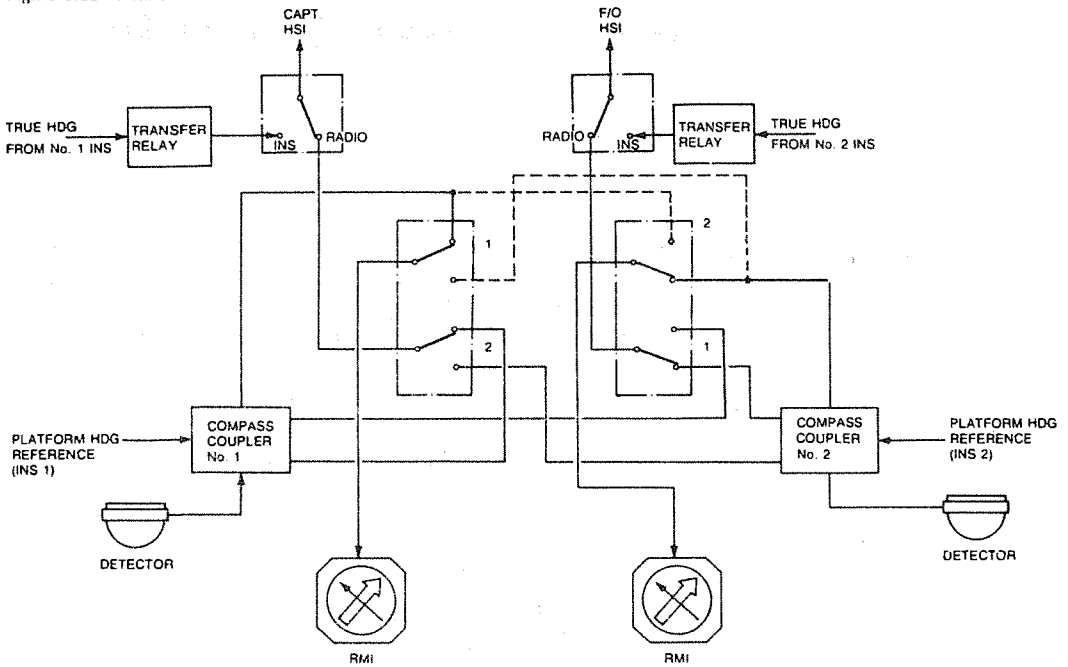 CAPT.
HSI
F/O
HSI
TRUE HDG
FROM No. 1 INS
TRANSFER
RELAY
INS
RADIO
RADIO
INS
TRANSFER
RELAY
TRUE HDG
FROM No. 2 INS
1
2
2
1
PLATFORM HDG
REFERENCE
(INS 1)
COMPASS
COUPLER
No. 1
COMPASS
COUPLER
No. 2
PLATFORM HDG
REFERENCE
(INS 2)
DETECTOR
DETECTOR
RMI
RMI